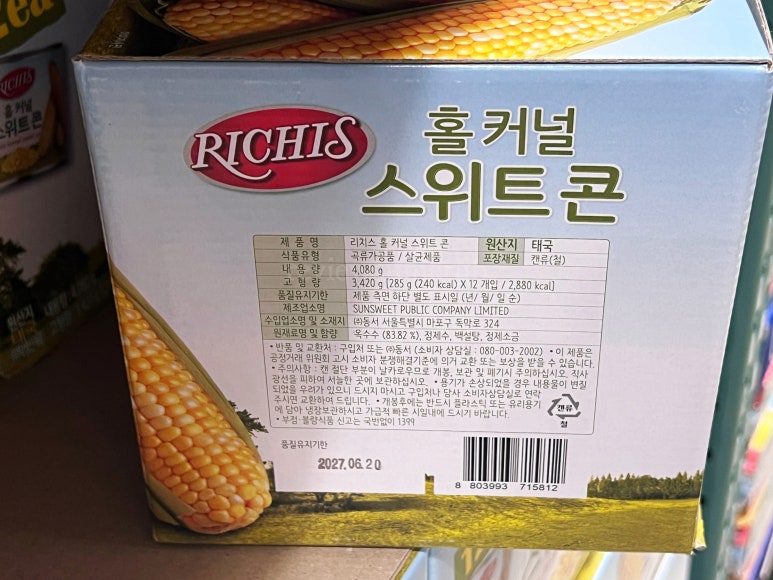 RICHIS
홀 커널
스위트 콘
RICHIS
홀 커널
스위트 콘
제 품 명 리치스 홀 커널 스위트 콘 원산지 태국
식품유형 곡류가공품 / 살균제품 포장재질 캔류(철)
내 용 량 4,080 g
고 형 량 3,420 g [285 g (240 kcal) X 12 개입 / 2,880 kcal]
품질유지기한 제품 측면 하단 별도 표시일 (년/ 월/ 일 순)
제조업소명 SUNSWEET PUBLIC COMPANY LIMITED
수입업소명 및 소재지 ㈜동서 서울특별시 마포구 독막로 324
원재료명 및 함량 옥수수 (83.82 %), 정제수, 백설탕, 정제소금
• 반품 및 교환처 : 구입처 또는 ㈜동서 (소비자 상담실 : 080-003-2002) • 이 제품은
공정거래 위원회 고시 소비자 분쟁해결기준에 의거 교환 또는 보상을 받을 수 있습니다.
• 주의사항 : 캔 절단 부분이 날카로우므로 개봉, 보관 및 폐기시 주의하십시오. 직사
광선을 피하여 서늘한 곳에 보관하십시오. • 용기가 손상되었을 경우 내용물이 변질
되었을 우려가 있으니 드시지 마시고 구입처나 당사 소비자상담실로 연락
주시면 교환하여 드립니다. • 개봉후에는 반드시 플라스틱 또는 유리용기
에 담아 냉장보관하시고 가급적 빠른 시일내에 드시기 바랍니다.
• 부정·불량식품 신고는 국번없이 1399
캔류
철
품질유지기한
2027.06.20
8 803993 715812